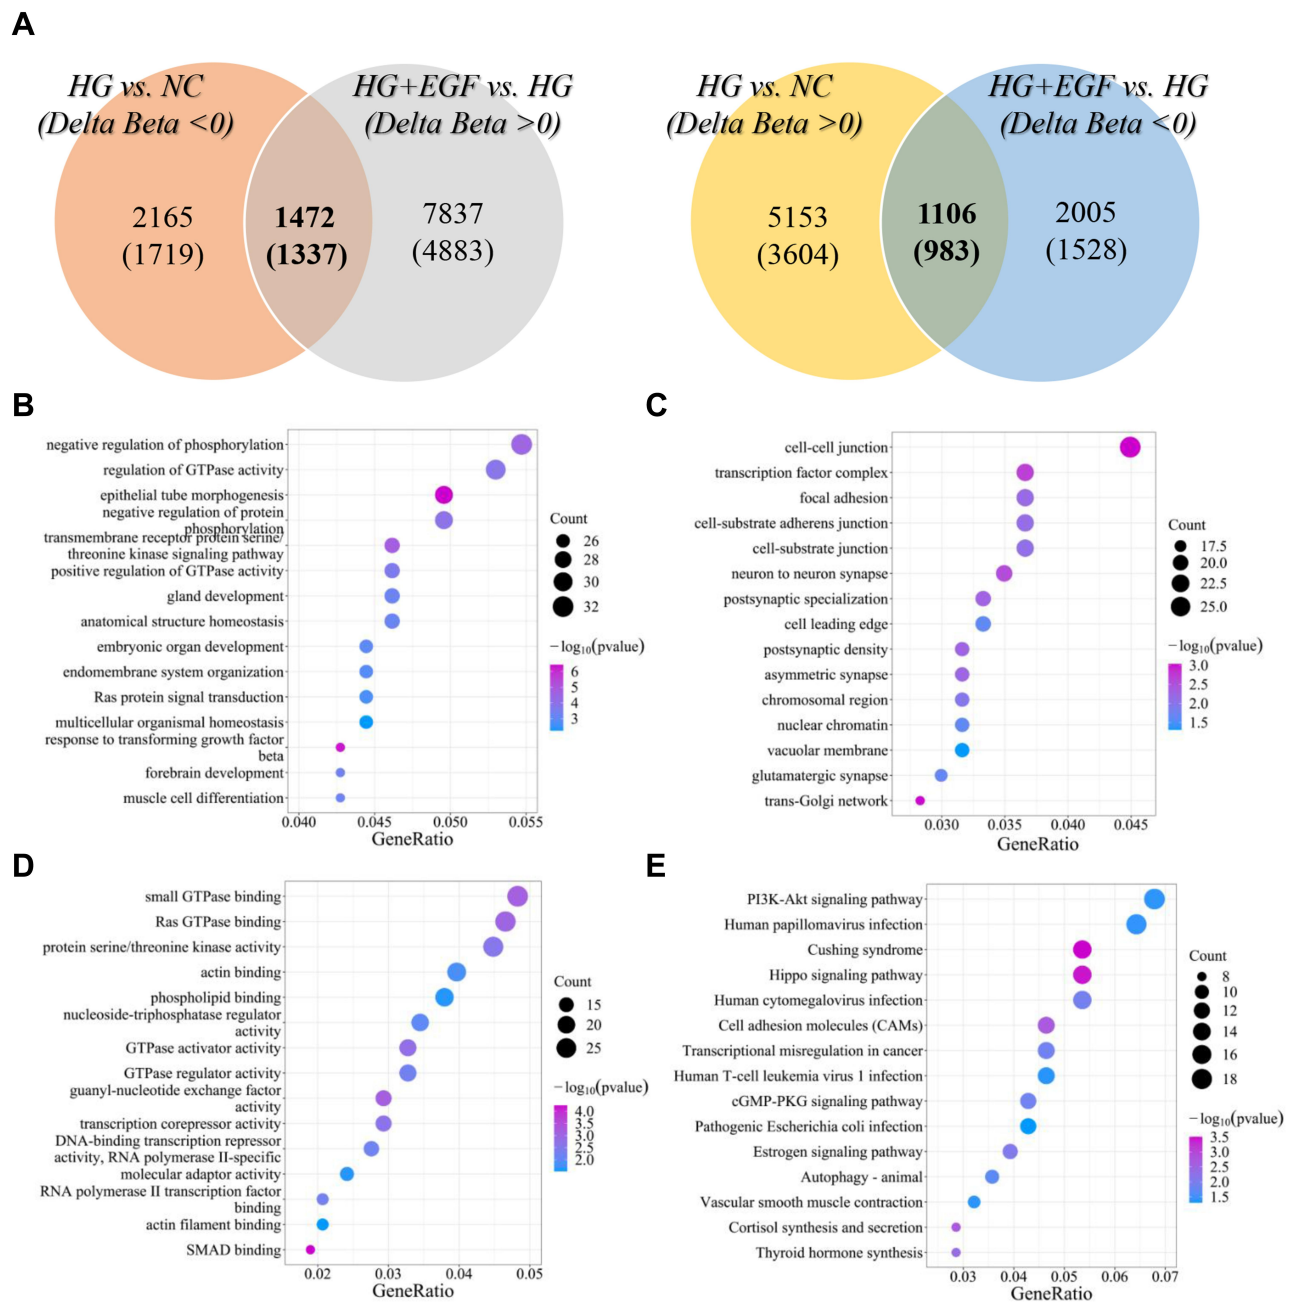 A
HG vs. NC
(Delta Beta <0)
HG+EGF vs. HG
(Delta Beta >0)
2165
(1719)
1472
(1337)
7837
(4883)
HG vs. NC
(Delta Beta >0)
HG+EGF vs. HG
(Delta Beta <0)
5153
(3604)
1106
(983)
2005
(1528)
B
negative regulation of phosphorylation
regulation of GTPase activity
epithelial tube morphogenesis
negative regulation of protein
phosphorylation
transmembrane receptor protein serine/
threonine kinase signaling pathway
positive regulation of GTPase activity
gland development
anatomical structure homeostasis
embryonic organ development
endomembrane system organization
Ras protein signal transduction
multicellular organismal homeostasis
response to transforming growth factor
beta
forebrain development
muscle cell differentiation
0.040 0.045 0.050 0.055
GeneRatio
Count
26
28
30
32
−log10(pvalue)
6
5
4
3
C
cell-cell junction
transcription factor complex
focal adhesion
cell-substrate adherens junction
cell-substrate junction
neuron to neuron synapse
postsynaptic specialization
cell leading edge
postsynaptic density
asymmetric synapse
chromosomal region
nuclear chromatin
vacuolar membrane
glutamatergic synapse
trans-Golgi network
0.030 0.035 0.040 0.045
GeneRatio
Count
17.5
20.0
22.5
25.0
−log10(pvalue)
3.0
2.5
2.0
1.5
D
small GTPase binding
Ras GTPase binding
protein serine/threonine kinase activity
actin binding
phospholipid binding
nucleoside-triphosphatase regulator
activity
GTPase activator activity
GTPase regulator activity
guanyl-nucleotide exchange factor
activity
transcription corepressor activity
DNA-binding transcription repressor
activity, RNA polymerase II-specific
molecular adaptor activity
RNA polymerase II transcription factor
binding
actin filament binding
SMAD binding
0.02 0.03 0.04 0.05
GeneRatio
Count
15
20
25
−log10(pvalue)
4.0
3.5
3.0
2.5
2.0
E
PI3K-Akt signaling pathway
Human papillomavirus infection
Cushing syndrome
Hippo signaling pathway
Human cytomegalovirus infection
Cell adhesion molecules (CAMs)
Transcriptional misregulation in cancer
Human T-cell leukemia virus 1 infection
cGMP-PKG signaling pathway
Pathogenic Escherichia coli infection
Estrogen signaling pathway
Autophagy - animal
Vascular smooth muscle contraction
Cortisol synthesis and secretion
Thyroid hormone synthesis
0.03 0.04 0.05 0.06 0.07
GeneRatio
Count
8
10
12
14
16
18
−log10(pvalue)
3.5
3.0
2.5
2.0
1.5